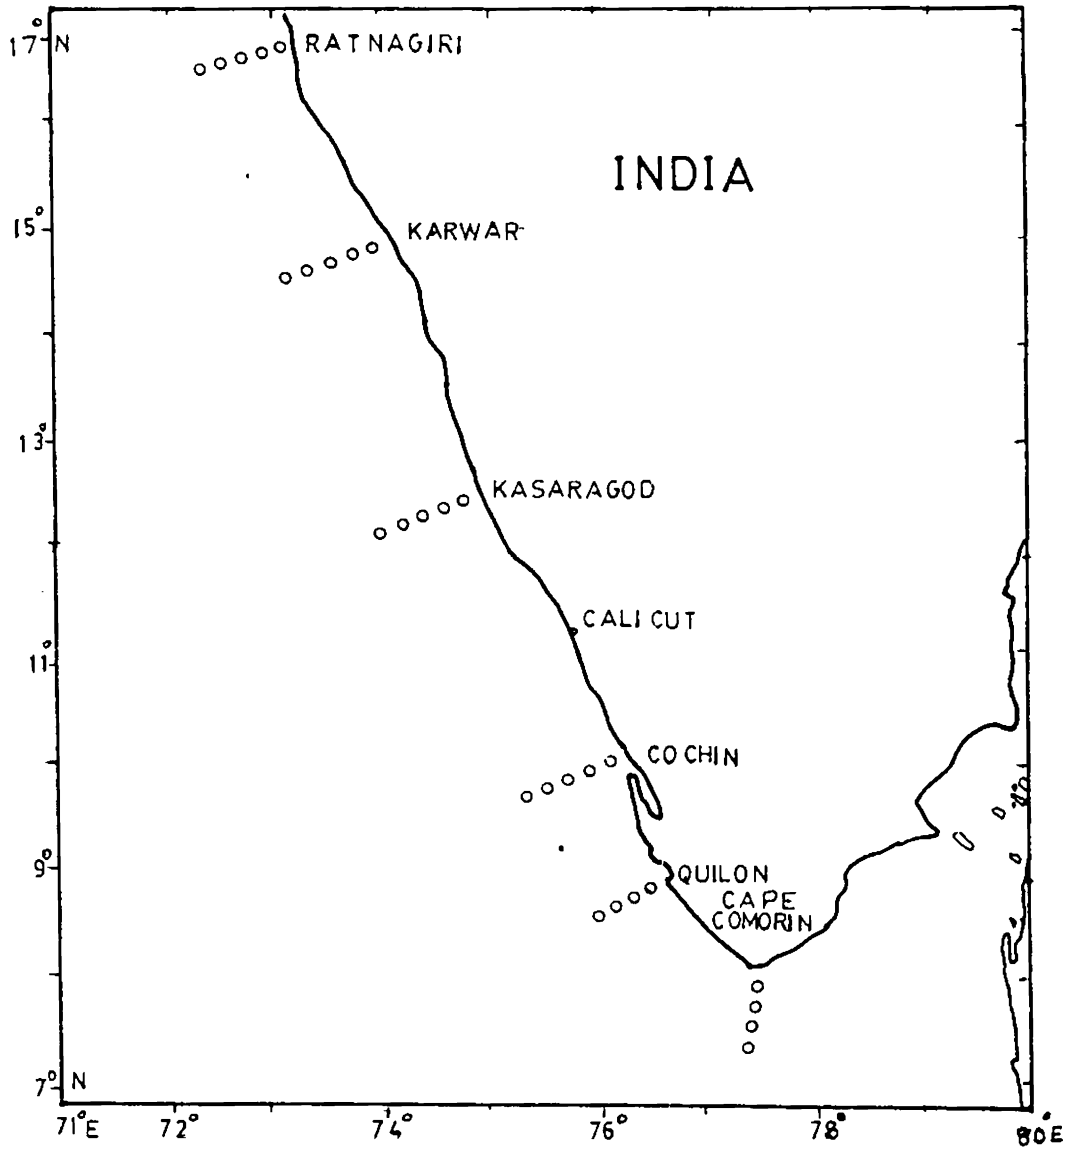 17° N
RATNAGIRI
INDIA
15°
KARWAR
13°
KASARAGOD
CALICUT
11°
COCHIN
9°
QUILON
CAPE
COMORIN
7° N
71°E 72° 74° 76° 78° 80E